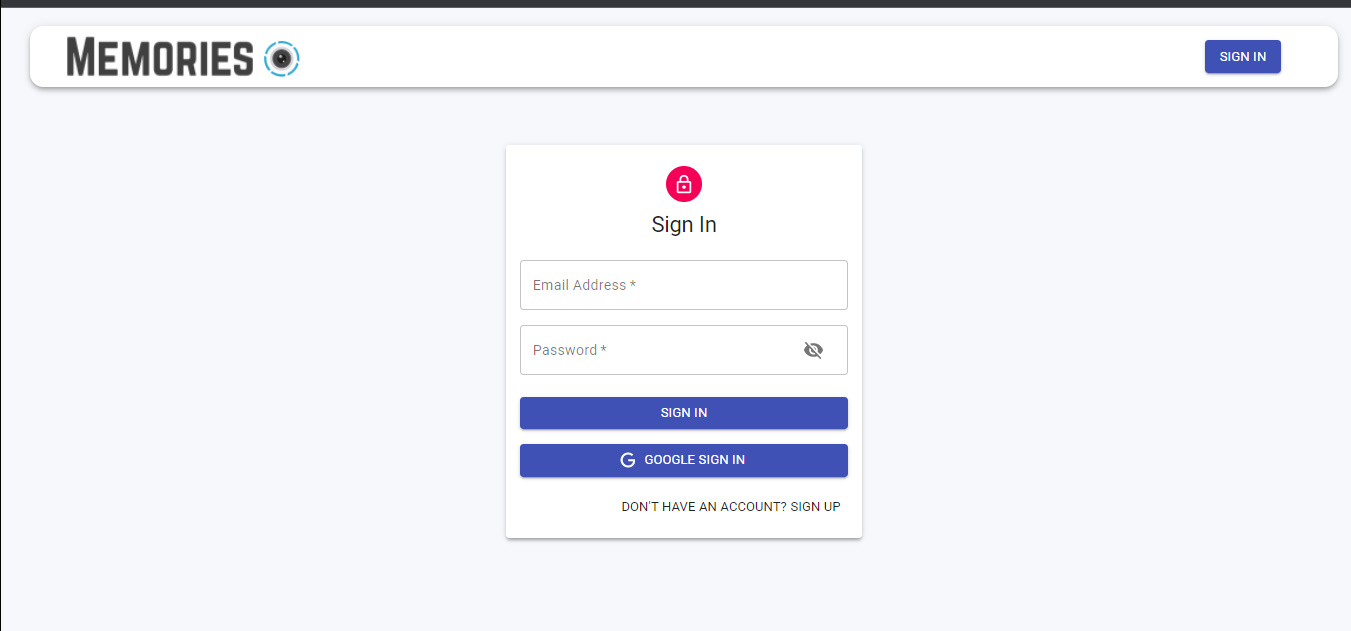 MEMORIES
SIGN IN
Sign In
Email Address *
Password *
SIGN IN
GOOGLE SIGN IN
DON'T HAVE AN ACCOUNT? SIGN UP